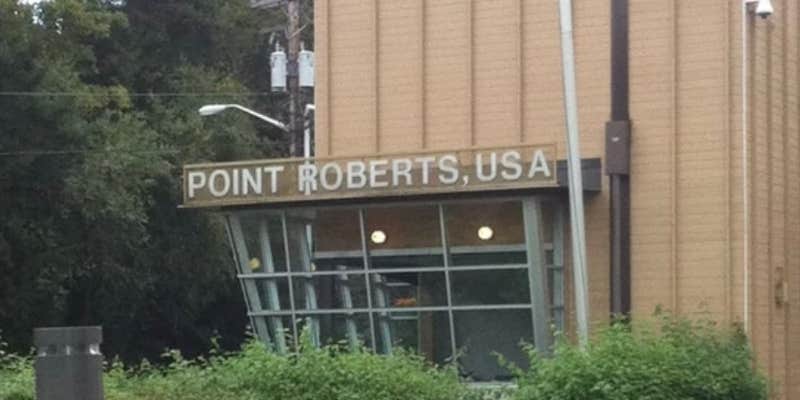 POINT ROBERTS, USA